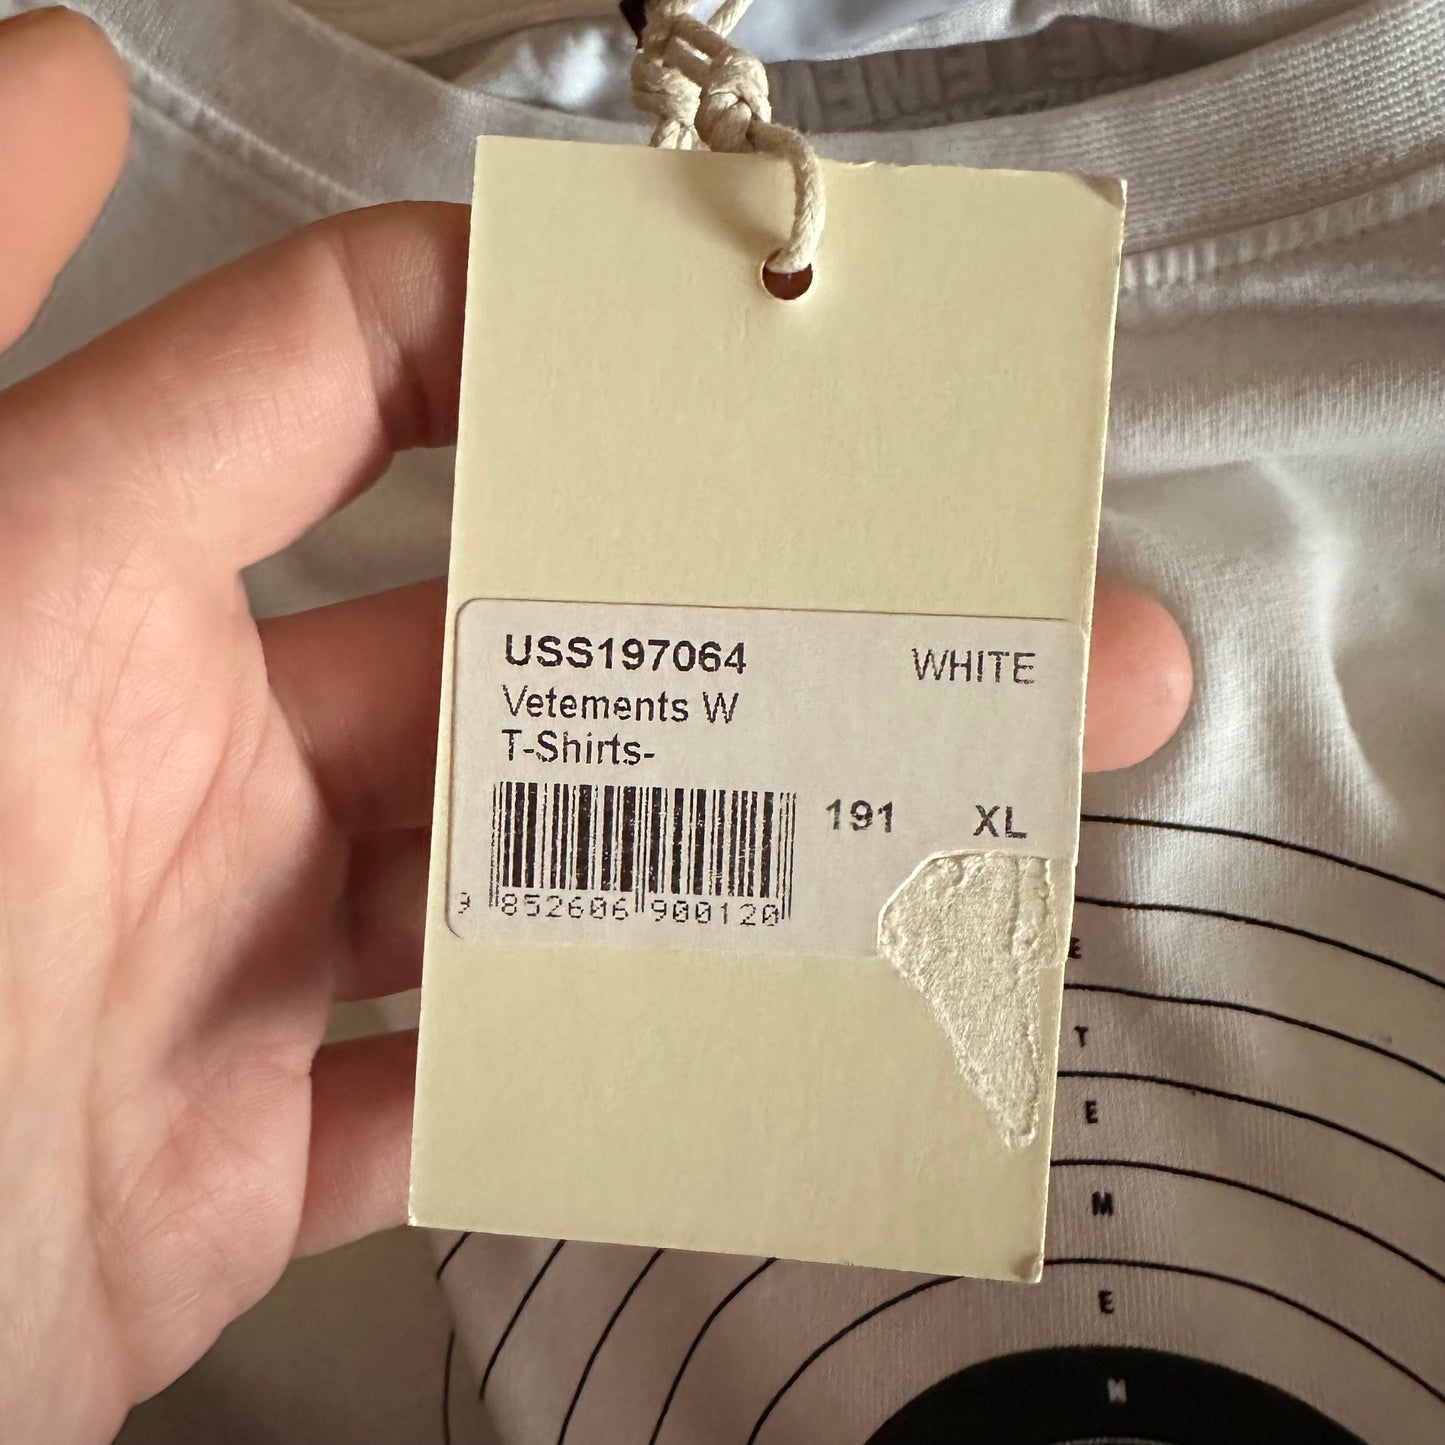 USS197064 WHITE
Vetements W
T-Shirts-
191 XL
9 852606 900120
E
T
E
M
E
N